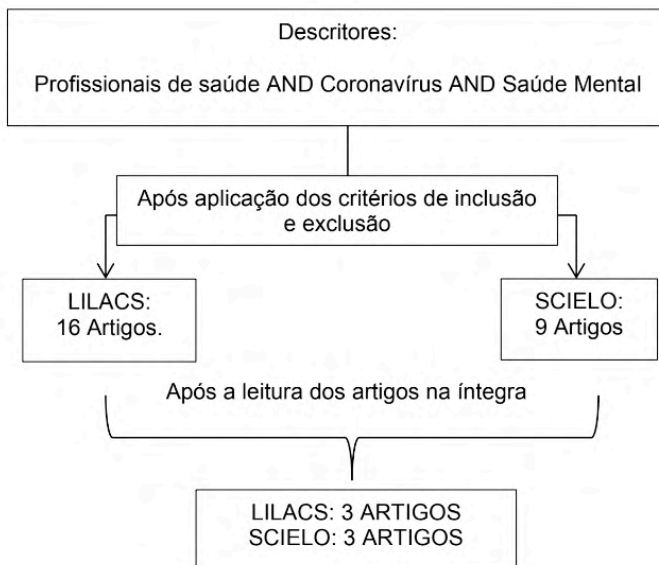 Descritores:
Profissionais de saúde AND Coronavírus AND Saúde Mental
Após aplicação dos critérios de inclusão
e exclusão
LILACS:
16 Artigos.
SCIELO:
9 Artigos
Após a leitura dos artigos na íntegra
LILACS: 3 ARTIGOS
SCIELO: 3 ARTIGOS